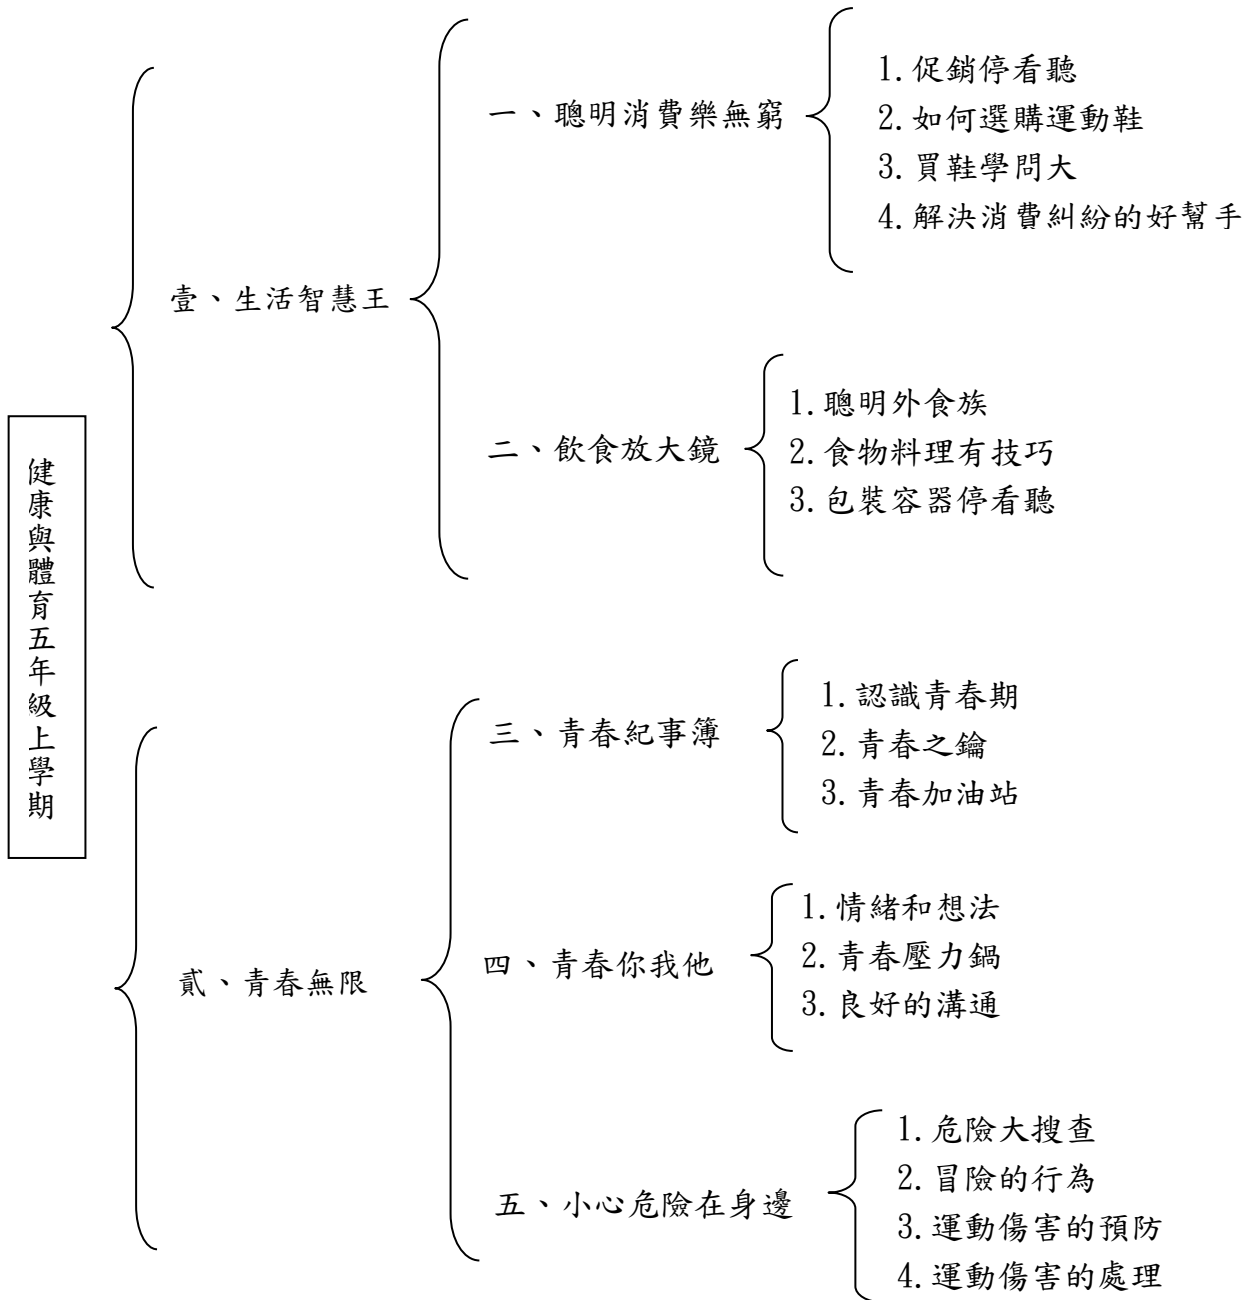 健康與體育五年級上學期
壹、生活智慧王
一、聰明消費樂無窮
1.促銷停看聽
2.如何選購運動鞋
3.買鞋學問大
4.解決消費糾紛的好幫手
二、飲食放大鏡
1.聰明外食族
2.食物料理有技巧
3.包裝容器停看聽
貳、青春無限
三、青春紀事簿
1.認識青春期
2.青春之鑰
3.青春加油站
四、青春你我他
1.情緒和想法
2.青春壓力鍋
3.良好的溝通
五、小心危險在身邊
1.危險大搜查
2.冒險的行為
3.運動傷害的預防
4.運動傷害的處理